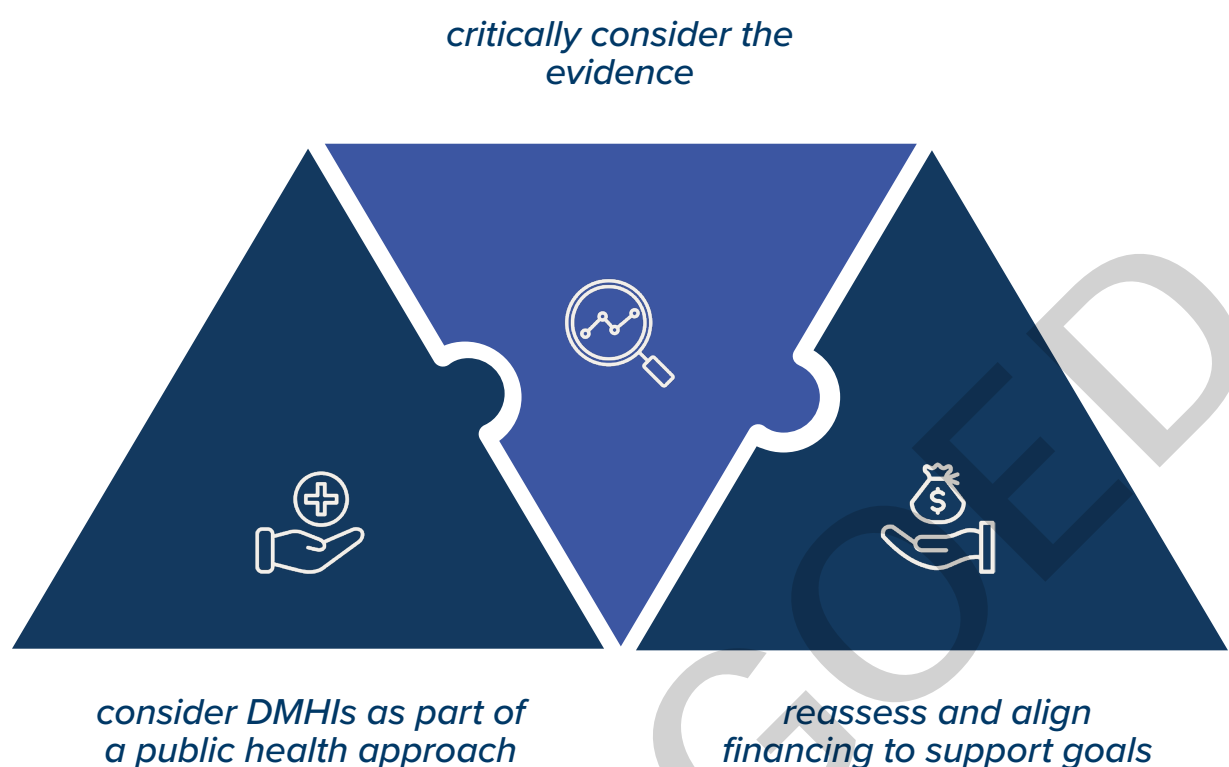 critically consider the
evidence
$
consider DMHIs as part of
a public health approach
reassess and align
financing to support goals
GOED